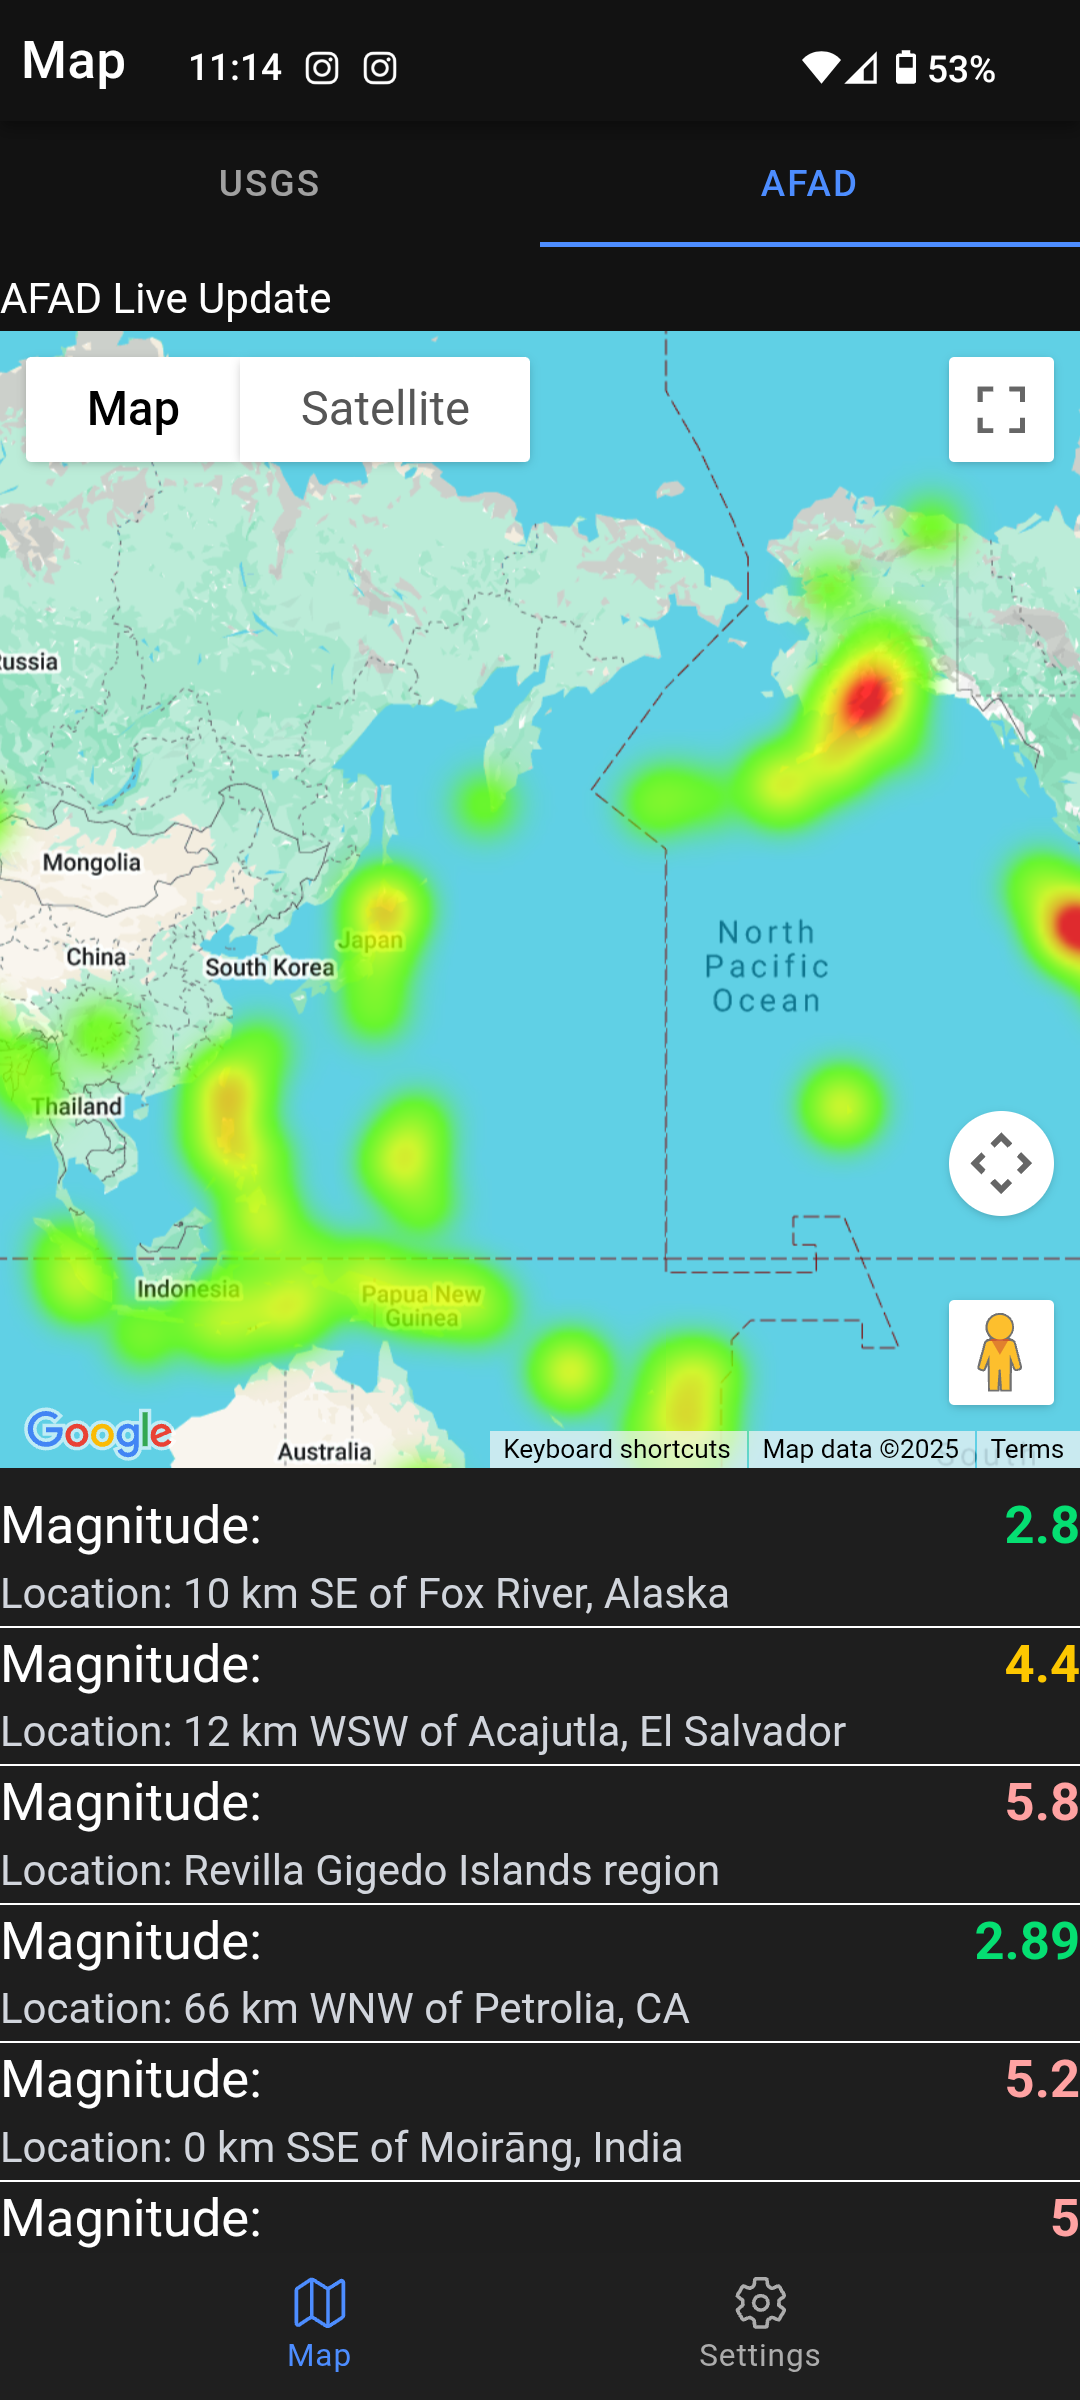 Map 11:14 53%
USGS AFAD
AFAD Live Update
Map Satellite
Russia
Mongolia
China
South Korea
Japan
North
Pacific
Ocean
Thailand
Indonesia
Papua New
Guinea
Australia
Google
Keyboard shortcuts Map data ©2025 Terms
Magnitude: 2.8
Location: 10 km SE of Fox River, Alaska
Magnitude: 4.4
Location: 12 km WSW of Acajutla, El Salvador
Magnitude: 5.8
Location: Revilla Gigedo Islands region
Magnitude: 2.89
Location: 66 km WNW of Petrolia, CA
Magnitude: 5.2
Location: 0 km SSE of Moirāng, India
Magnitude: 5
Map Settings